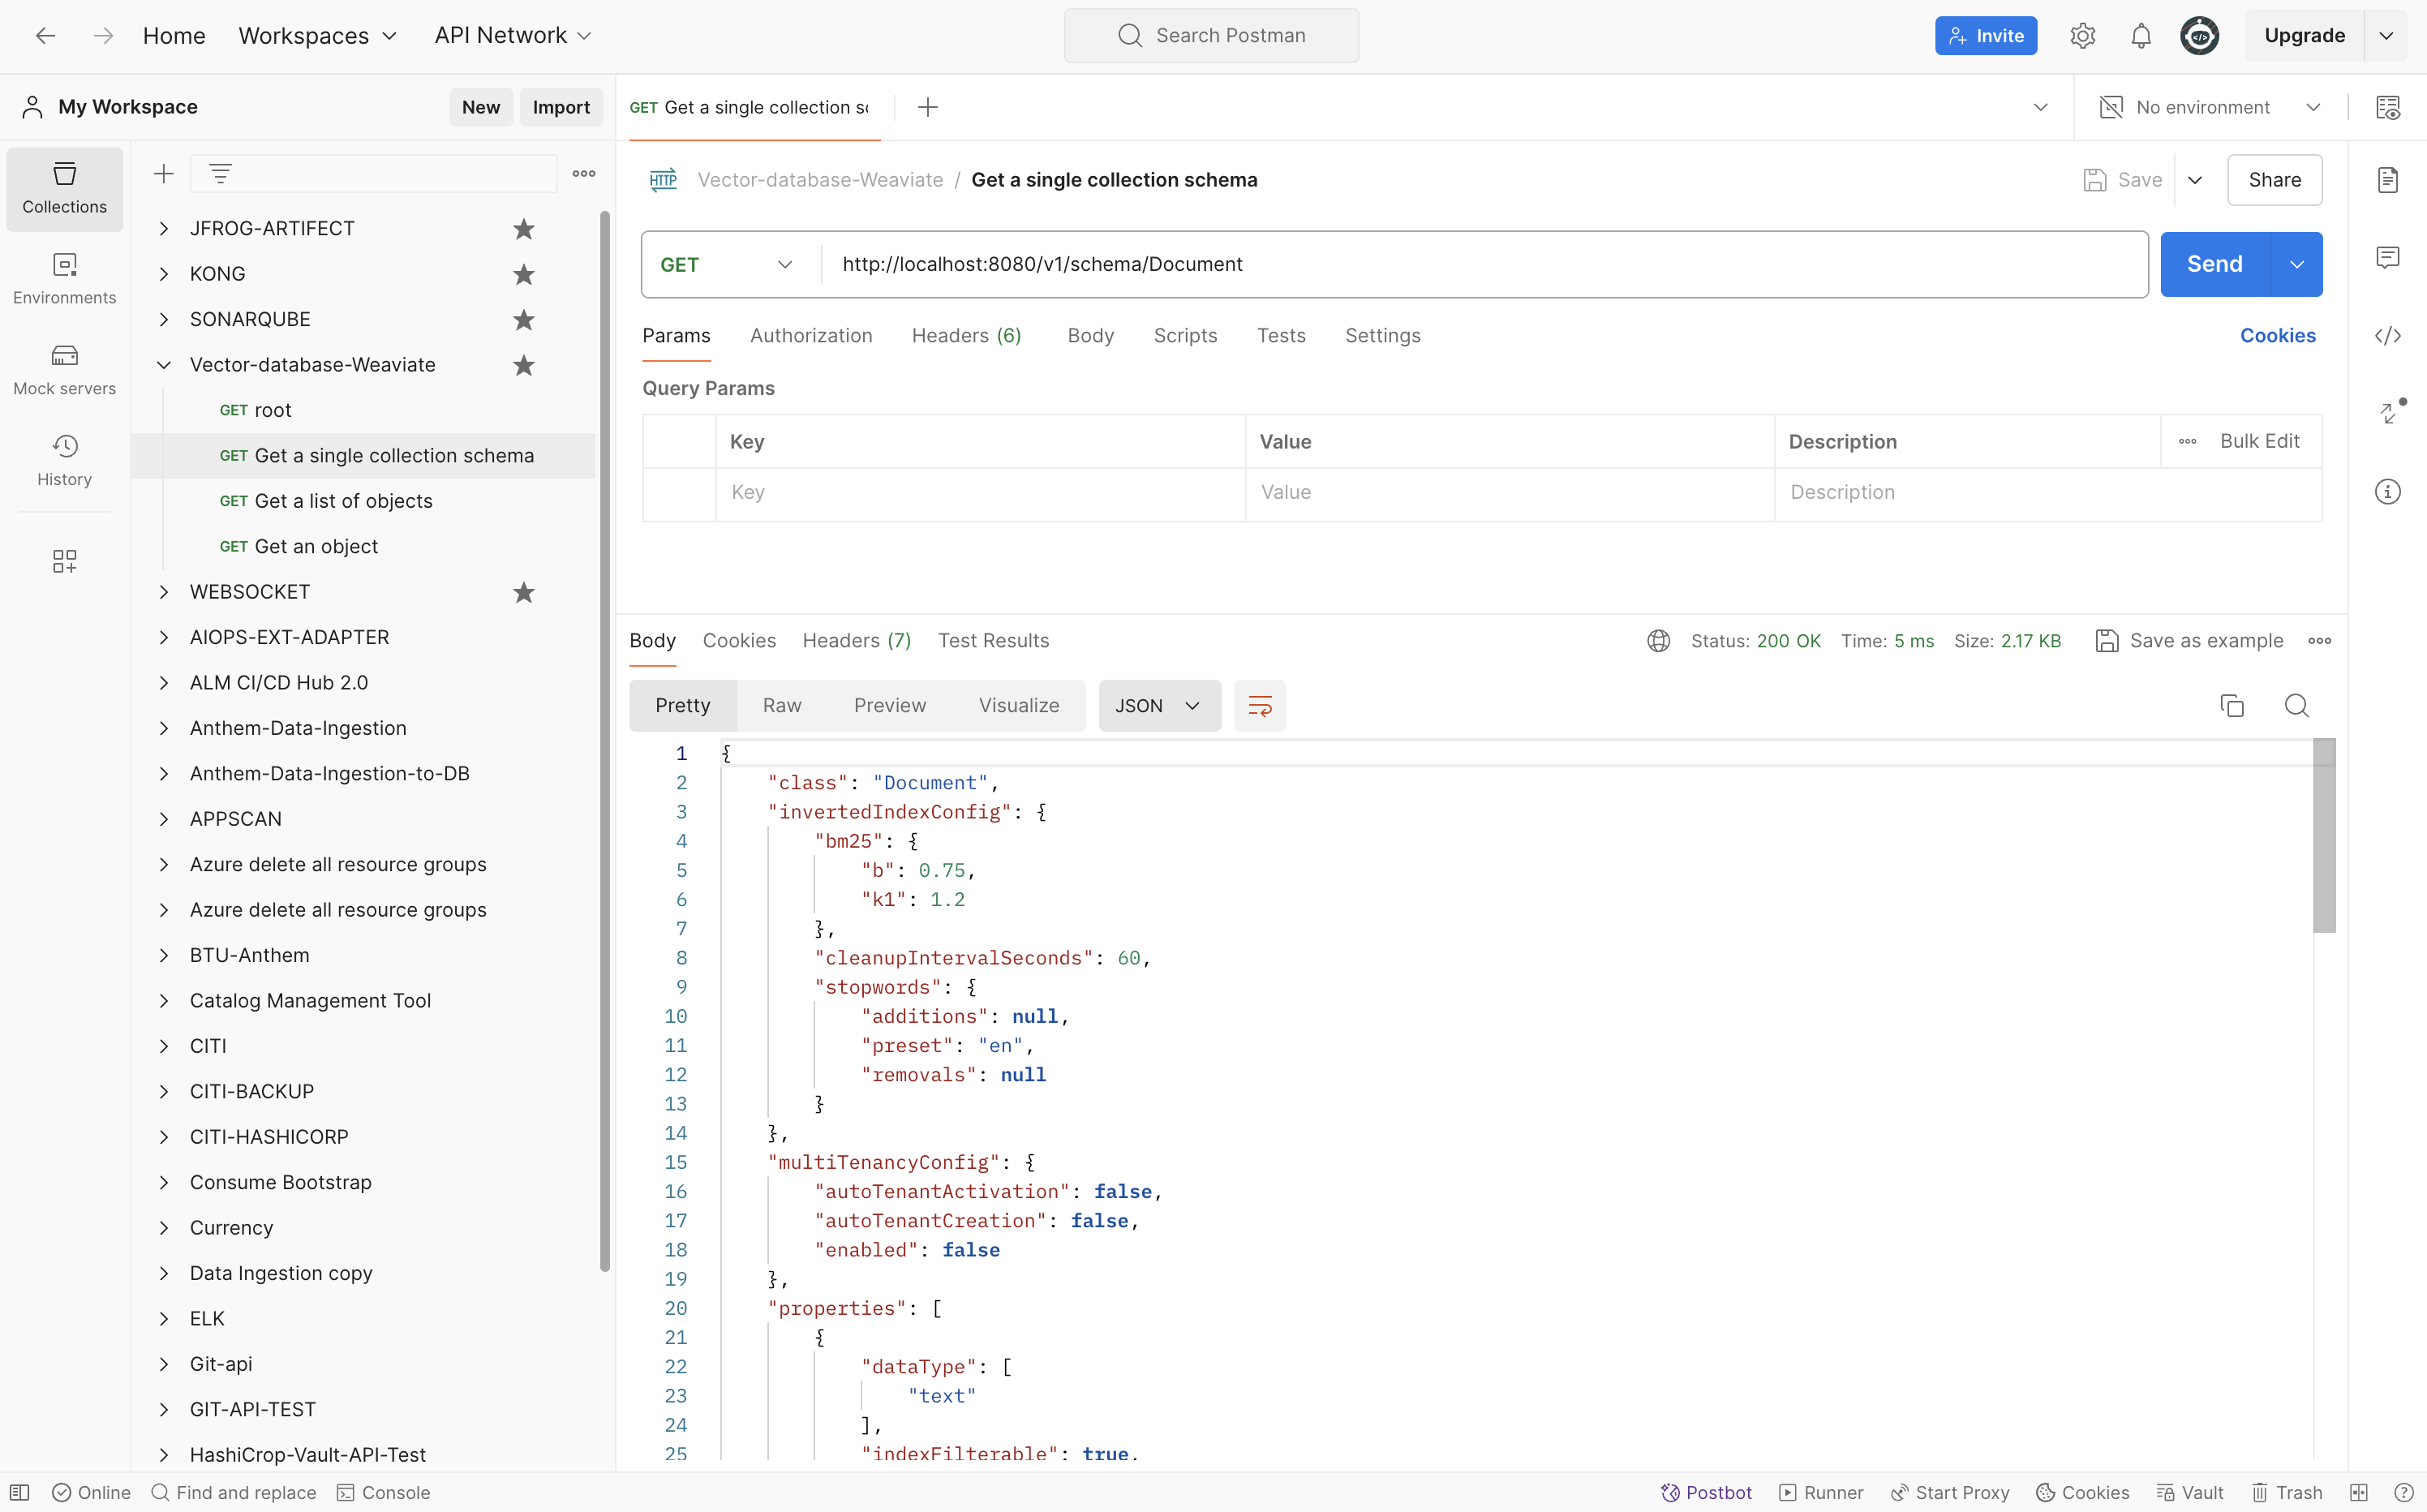 Home Workspaces API Network Search Postman Invite Upgrade
My Workspace New Import GET Get a single collection s No environment
Collections
Environments
Mock servers
History
JFROG-ARTIFECT
KONG
SONARQUBE
Vector-database-Weaviate
GET root
GET Get a single collection schema
GET Get a list of objects
GET Get an object
WEBSOCKET
AIOPS-EXT-ADAPTER
ALM CI/CD Hub 2.0
Anthem-Data-Ingestion
Anthem-Data-Ingestion-to-DB
APPSCAN
Azure delete all resource groups
Azure delete all resource groups
BTU-Anthem
Catalog Management Tool
CITI
CITI-BACKUP
CITI-HASHICORP
Consume Bootstrap
Currency
Data Ingestion copy
ELK
Git-api
GIT-API-TEST
HashiCrop-Vault-API-Test
HTTP Vector-database-Weaviate / Get a single collection schema Save Share
GET http://localhost:8080/v1/schema/Document Send
Params Authorization Headers (6) Body Scripts Tests Settings Cookies
Query Params
Key Value Description Bulk Edit
Key Value Description
Body Cookies Headers (7) Test Results Status: 200 OK Time: 5 ms Size: 2.17 KB Save as example
Pretty Raw Preview Visualize JSON
1 {
2 "class": "Document",
3 "invertedIndexConfig": {
4 "bm25": {
5 "b": 0.75,
6 "k1": 1.2
7 },
8 "cleanupIntervalSeconds": 60,
9 "stopwords": {
10 "additions": null,
11 "preset": "en",
12 "removals": null
13 }
14 },
15 "multiTenancyConfig": {
16 "autoTenantActivation": false,
17 "autoTenantCreation": false,
18 "enabled": false
19 },
20 "properties": [
21 {
22 "dataType": [
23 "text"
24 ],
25 "indexFilterable": true,
Online Find and replace Console Postbot Runner Start Proxy Cookies Vault Trash